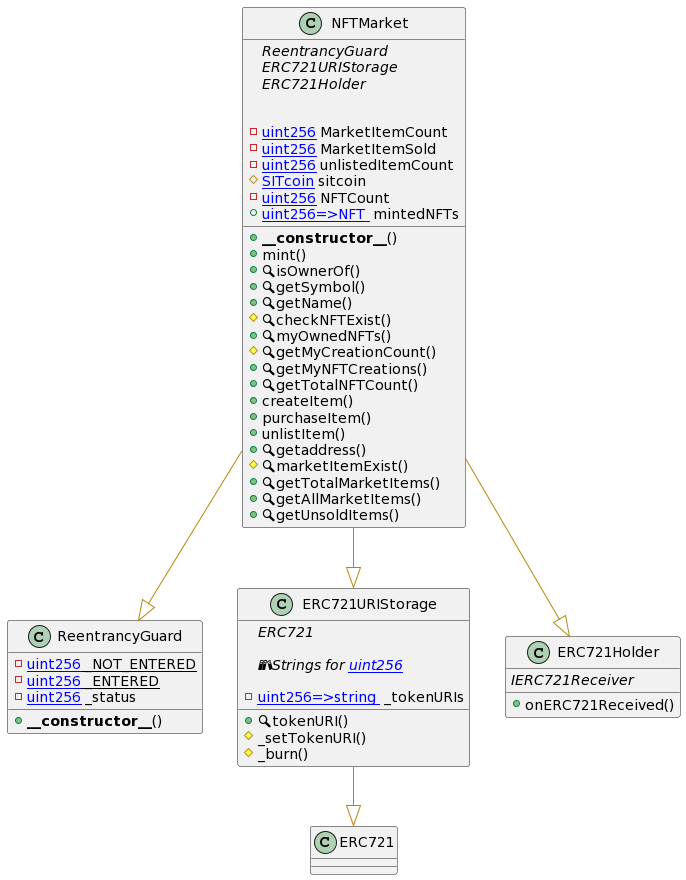 C NFTMarket
ReentrancyGuard
ERC721URIStorage
ERC721Holder
uint256 MarketItemCount
uint256 MarketItemSold
uint256 unlistedItemCount
SITcoin sitcoin
uint256 NFTCount
uint256=>NFT mintedNFTs
__constructor__()
mint()
isOwnerOf()
getSymbol()
getName()
checkNFTExist()
myOwnedNFTs()
getMyCreationCount()
getMyNFTCreations()
getTotalNFTCount()
createItem()
purchaseItem()
unlistItem()
getaddress()
marketItemExist()
getTotalMarketItems()
getAllMarketItems()
getUnsoldItems()
C ReentrancyGuard
uint256 _NOT_ENTERED
uint256 _ENTERED
uint256 _status
__constructor__()
C ERC721URIStorage
ERC721
Strings for uint256
uint256=>string _tokenURIs
tokenURI()
_setTokenURI()
_burn()
C ERC721Holder
IERC721Receiver
onERC721Received()
C ERC721